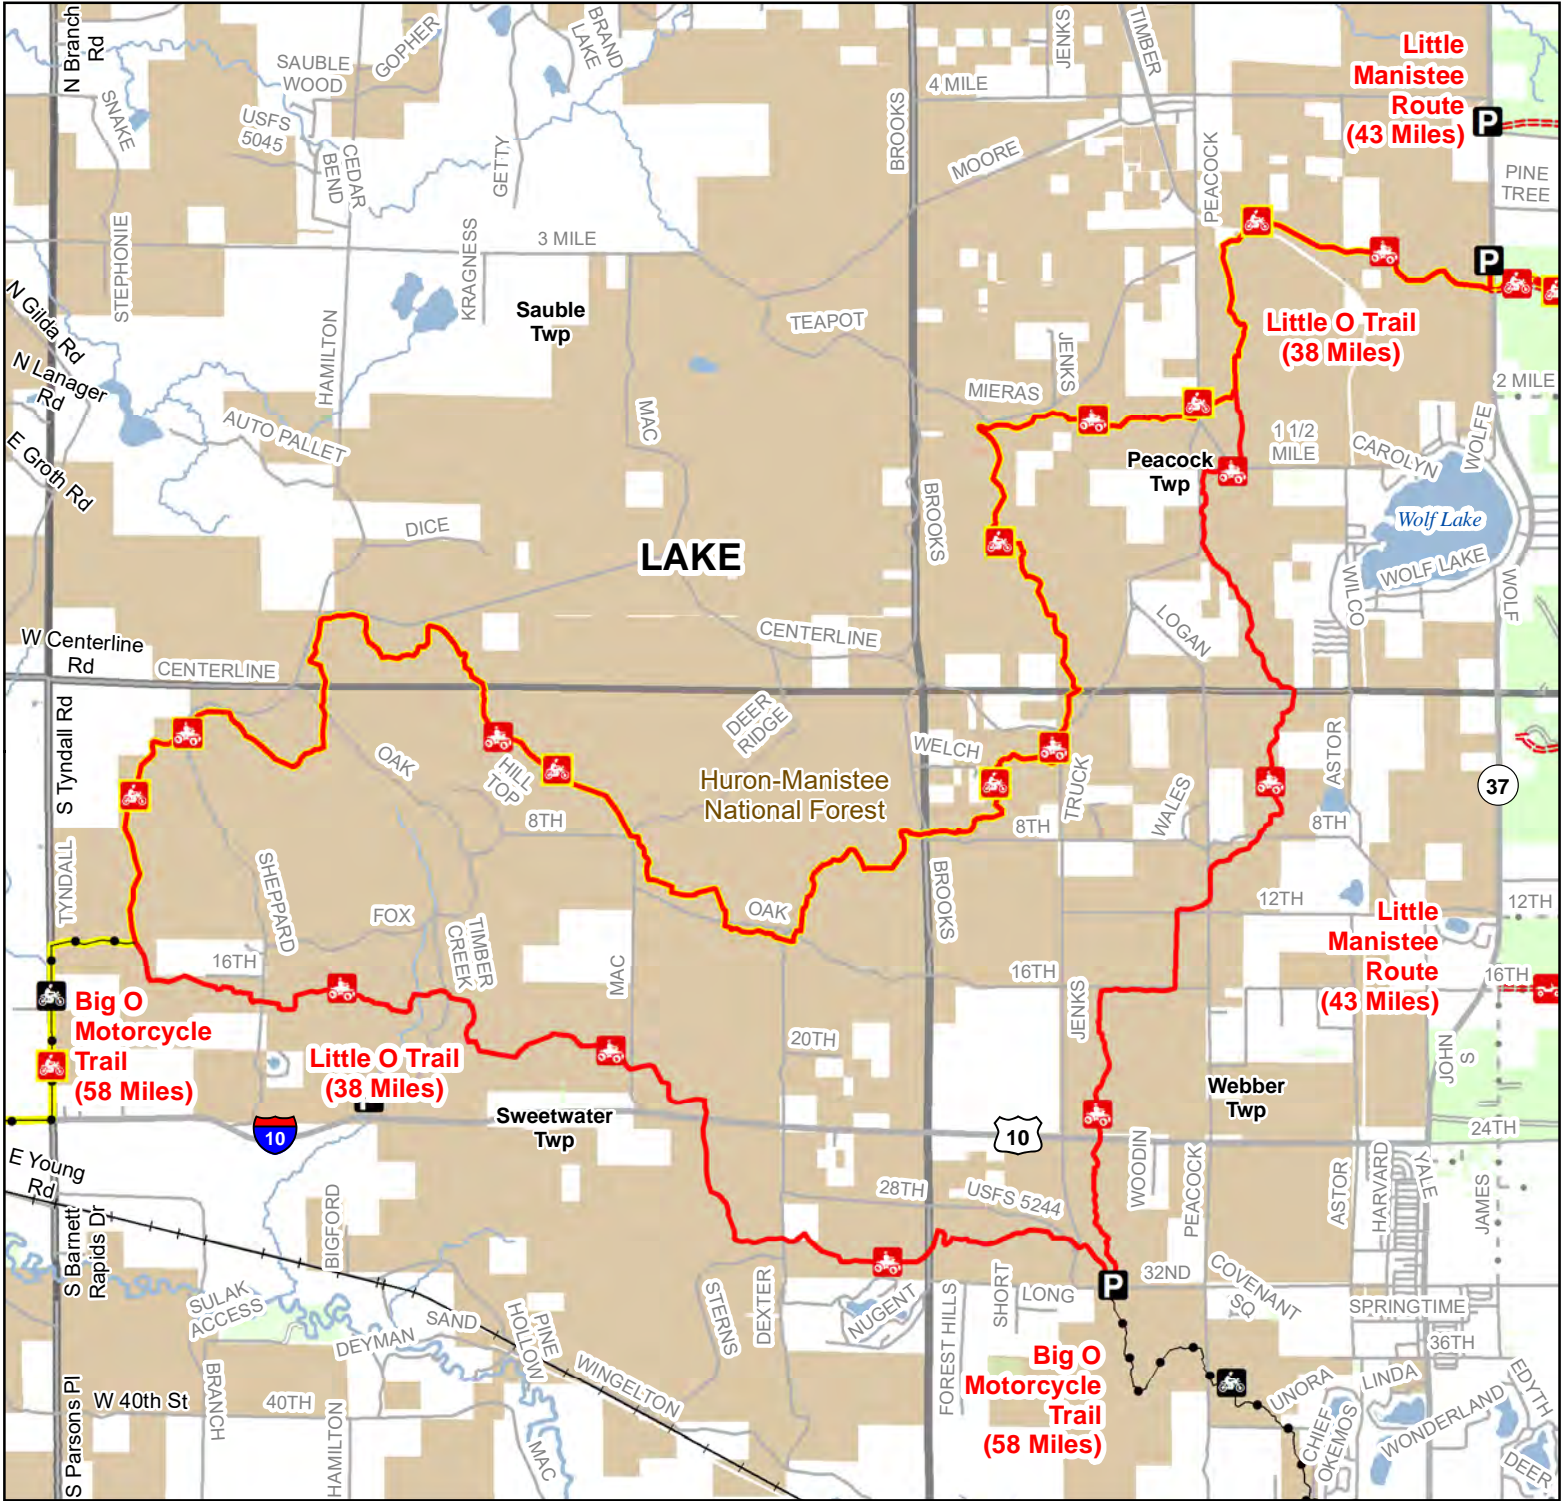 N Branch
Rd
SNAKE
SAUBLE
WOOD
GOPHER
BRAND
LAKE
USFS
5045
CEDAR
BEND
GETTY
BROOKS
4 MILE
JENKS
TIMBER
MOORE
PEACOCK
Little
Manistee
Route
(43 Miles)
P
PINE
TREE
STEPHONIE
3 MILE
KRAGNESS
Sauble
Twp
TEAPOT
P
Little O Trail
(38 Miles)
N Gilda Rd
N Lanager
Rd
HAMILTON
MAC
JENKS
MIERAS
2 MILE
E Groth Rd
AUTO PALLET
DICE
BROOKS
Peacock
Twp
1 1/2
MILE
CAROLYN
WOLFE
Wolf Lake
WOLF LAKE
WILCO
WOLF
LAKE
W Centerline
Rd
CENTERLINE
CENTERLINE
LOGAN
S Tyndall Rd
OAK
HILL
TOP
DEER
RIDGE
WELCH
Huron-Manistee
National Forest
TRUCK
WALES
ASTOR
37
8TH
8TH
8TH
TYNDALL
SHEPPARD
FOX
TIMBER
CREEK
OAK
BROOKS
12TH
12TH
16TH
MAC
16TH
JENKS
Little
Manistee
Route
(43 Miles)
16TH
Big O
Motorcycle
Trail
(58 Miles)
Little O Trail
(38 Miles)
20TH
JOHN
S
10
Sweetwater
Twp
10
Webber
Twp
24TH
E Young
Rd
S Barnett
Rapids Dr
BIGFORD
28TH
USFS 5244
WOODIN
PEACOCK
ASTOR
HARVARD
YALE
JAMES
SULAK
ACCESS
DEYMAN
SAND
PINE
HOLLOW
STERNS
DEXTER
NUGENT
FOREST HILLS
SHORT
LONG
P
32ND
COVENANT
SQ
SPRINGTIME
36TH
S Parsons Pl
W 40th St
BRANCH
40TH
HAMILTON
MAC
WINGELTON
Big O
Motorcycle
Trail
(58 Miles)
UNORA
CHIEF
OKEMOS
LINDA
WONDERLAND
EDYTH
DEER